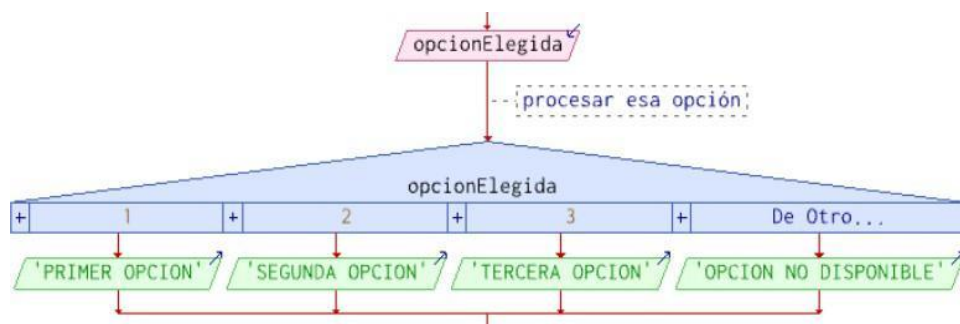 opcionElegida
procesar esa opción
opcionElegida
+ 1 + 2 + 3 + De Otro...
'PRIMER OPCION' 'SEGUNDA OPCION' 'TERCERA OPCION' 'OPCION NO DISPONIBLE'